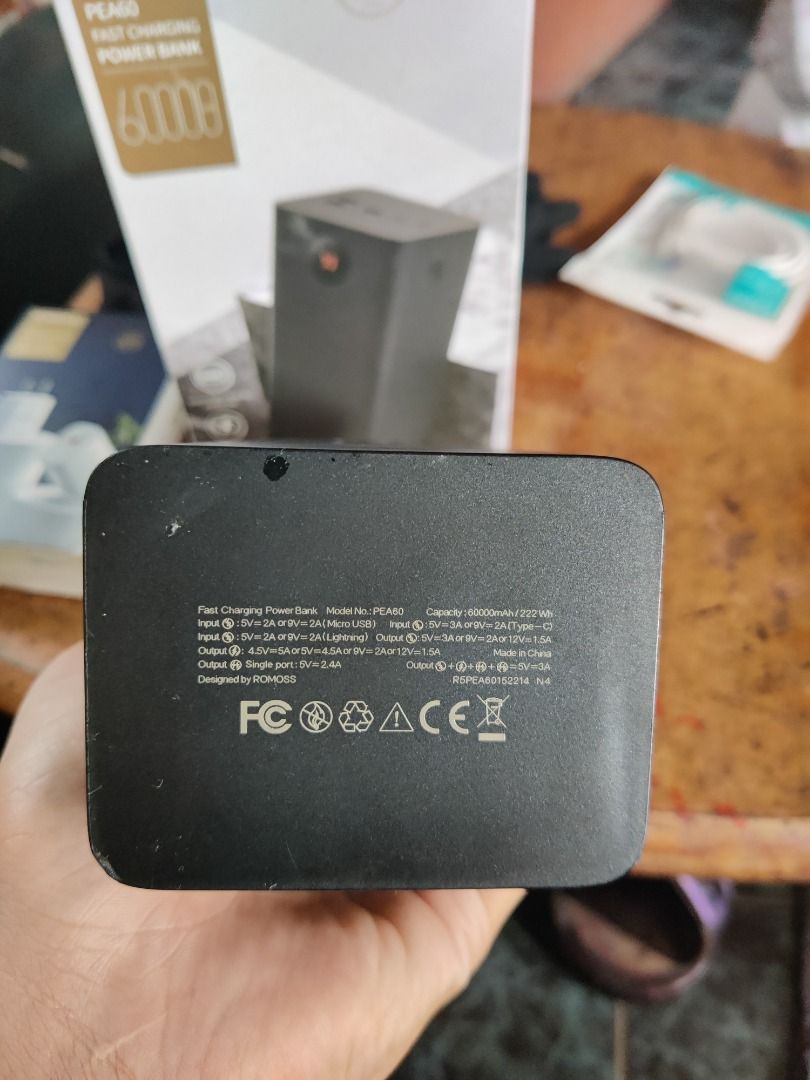 PEA60
FAST CHARGING
POWER BANK
60000
Fast Charging Power Bank Model No.: PEA60 Capacity : 60000mAh / 222 Wh
Input : 5V=2A or 9V=2A ( Micro USB ) Input : 5V=3A or 9V=2A (Type-C)
Input : 5V=2A or 9V=2A ( Lightning ) Output : 5V=3A or 9V=2A or 12V=1.5A
Output : 4.5V=5A or 5V=4.5A or 9V=2A or 12V=1.5A Made in China
Output Single port : 5V=2.4A Output + + + =5V=3A
Designed by ROMOSS R5PEA60152214 N4
FC CE